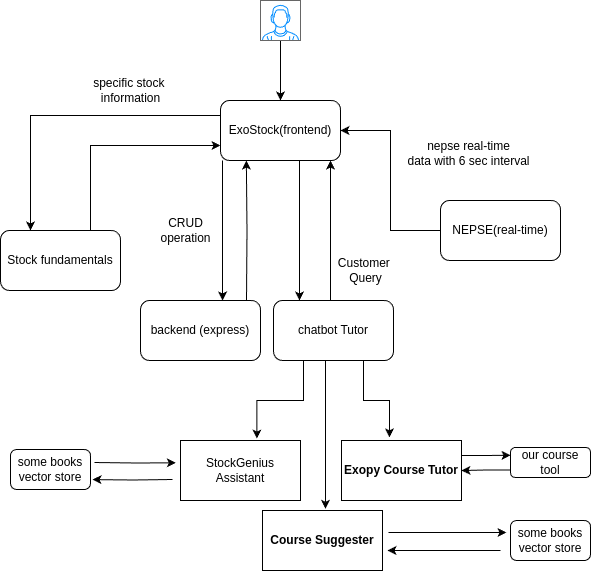 specific stock
information
ExoStock(frontend)
nepse real-time
data with 6 sec interval
CRUD
operation
NEPSE(real-time)
Stock fundamentals
Customer
Query
backend (express)
chatbot Tutor
some books
vector store
StockGenius
Assistant
Exopy Course Tutor
our course
tool
Course Suggester
some books
vector store